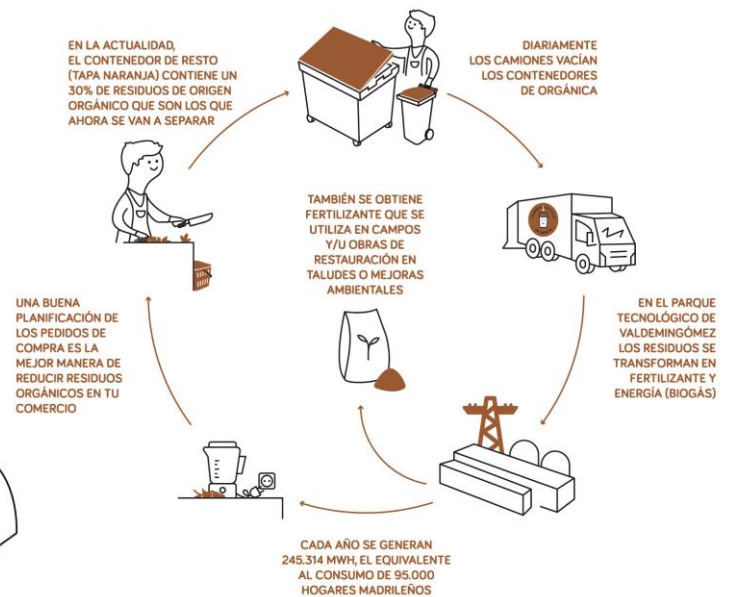 EN LA ACTUALIDAD,
EL CONTENEDOR DE RESTO
(TAPA NARANJA) CONTIENE UN
30% DE RESIDUOS DE ORIGEN
ORGÁNICO QUE SON LOS QUE
AHORA SE VAN A SEPARAR
DIARIAMENTE
LOS CAMIONES VACÍAN
LOS CONTENEDORES
DE ORGÁNICA
TAMBIÉN SE OBTIENE
FERTILIZANTE QUE SE
UTILIZA EN CAMPOS
Y/U OBRAS DE
RESTAURACIÓN EN
TALUDES O MEJORAS
AMBIENTALES
EN EL PARQUE
TECNOLÓGICO DE
VALDEMINGÓMEZ
LOS RESIDUOS SE
TRANSFORMAN EN
FERTILIZANTE Y
ENERGÍA (BIOGÁS)
UNA BUENA
PLANIFICACIÓN DE
LOS PEDIDOS DE
COMPRA ES LA
MEJOR MANERA DE
REDUCIR RESIDUOS
ORGÁNICOS EN TU
COMERCIO
CADA AÑO SE GENERAN
245.314 MWH, EL EQUIVALENTE
AL CONSUMO DE 95.000
HOGARES MADRILEÑOS